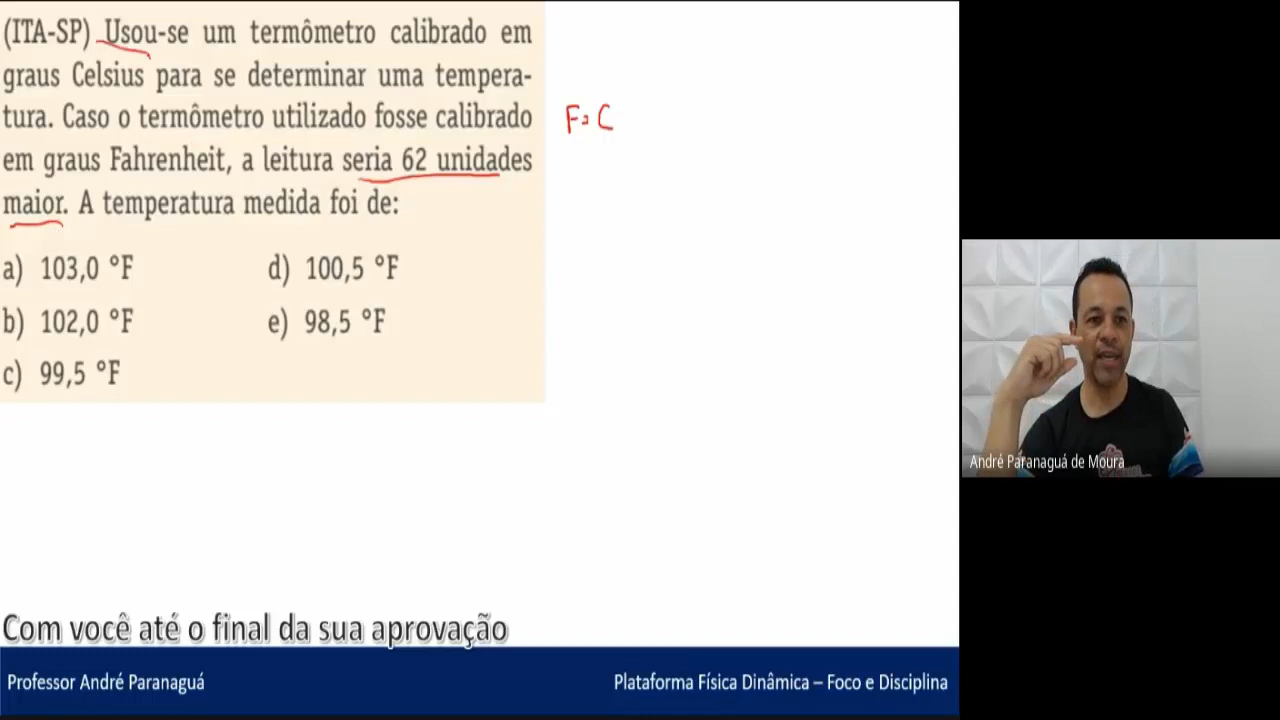 (ITA-SP) Usou-se um termômetro calibrado em
graus Celsius para se determinar uma tempera-
tura. Caso o termômetro utilizado fosse calibrado
em graus Fahrenheit, a leitura seria 62 unidades
maior. A temperatura medida foi de:
a) 103,0 °F
d) 100,5 °F
b) 102,0 °F
e) 98,5 °F
c) 99,5 °F
F= C
André Paranaguá de Moura
Com você até o final da sua aprovação
Professor André Paranaguá
Plataforma Física Dinâmica – Foco e Disciplina